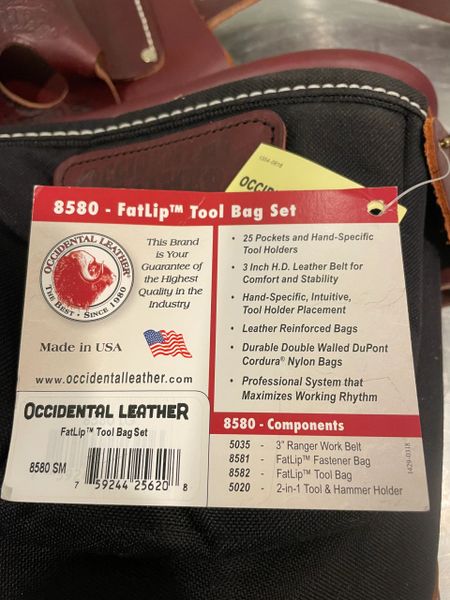 1204-0618
OCCID
8580 - FatLip™ Tool Bag Set
OCCIDENTAL LEATHER®
THE BEST • SINCE 1980
This Brand
is Your
Guarantee of
the Highest
Quality in the
Industry
Made in USA
www.occidentalleather.com
• 25 Pockets and Hand-Specific
Tool Holders
• 3 Inch H.D. Leather Belt for
Comfort and Stability
• Hand-Specific, Intuitive,
Tool Holder Placement
• Leather Reinforced Bags
• Durable Double Walled DuPont
Cordura® Nylon Bags
• Professional System that
Maximizes Working Rhythm
OCCIDENTAL LEATHER
FatLip™ Tool Bag Set
8580 SM
7 59244 25620 8
8580 - Components
5035 - 3" Ranger Work Belt
8581 - FatLip™ Fastener Bag
8582 - FatLip™ Tool Bag
5020 - 2-in-1 Tool & Hammer Holder
1429-0318